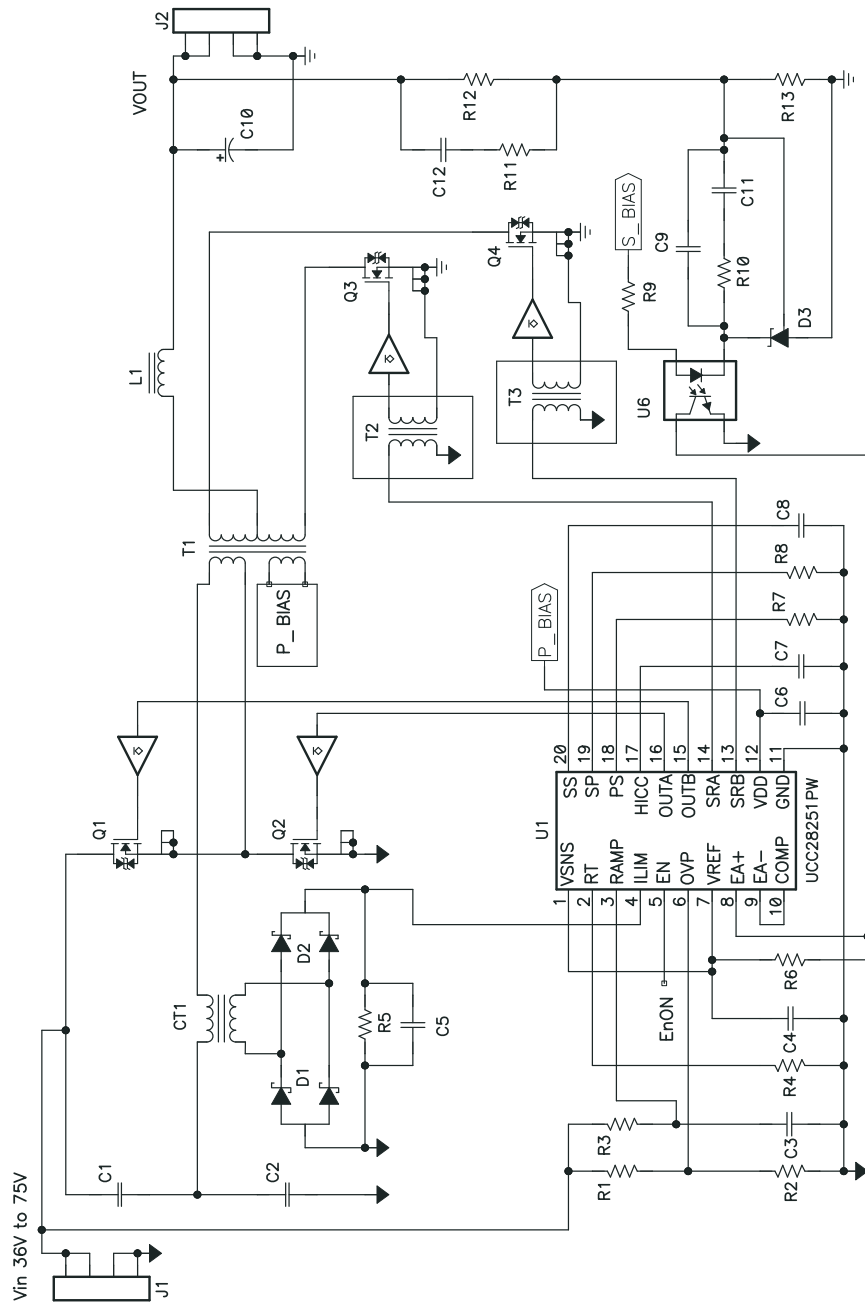 Vin 36V to 75V
J1
C1
C2
CT1
D1
D2
R5
C5
Q1
Q2
T1
P_BIAS
L1
VOUT
J2
C10
Q3
Q4
T2
T3
C12
R11
R12
R13
S_BIAS
R9
C9
R10
C11
D3
U6
P_BIAS
EnON
U1
1 VSNS
2 RT
3 RAMP
4 ILIM
5 EN
6 OVP
7 VREF
8 EA+
9 EA-
10 COMP
SS 20
SP 19
PS 18
HICC 17
OUTA 16
OUTB 15
SRA 14
SRB 13
VDD 12
GND 11
UCC28251PW
R1
R3
R2
C3
R4
C4
R6
C6
C7
R7
R8
C8